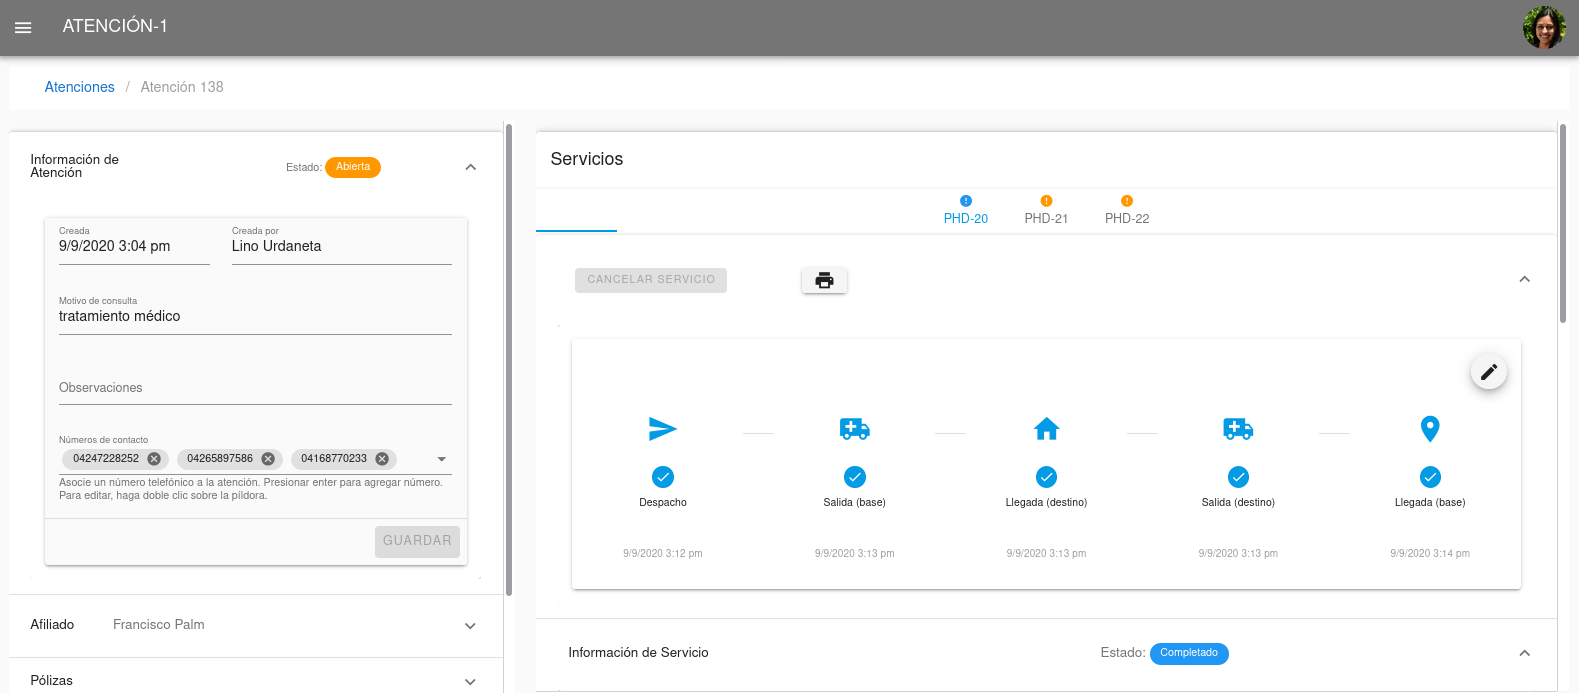 ATENCIÓN-1
Atenciones / Atención 138
Información de
Atención
Estado: Abierta
Creada
9/9/2020 3:04 pm
Creada por
Lino Urdaneta
Motivo de consulta
tratamiento médico
Observaciones
Números de contacto
04247228252 04265897586 04168770233
Asocie un número telefónico a la atención. Presionar enter para agregar número.
Para editar, haga doble clic sobre la píldora.
GUARDAR
Afiliado Francisco Palm
Pólizas
Servicios
PHD-20 PHD-21 PHD-22
CANCELAR SERVICIO
Despacho Salida (base) Llegada (destino) Salida (destino) Llegada (base)
9/9/2020 3:12 pm 9/9/2020 3:13 pm 9/9/2020 3:13 pm 9/9/2020 3:13 pm 9/9/2020 3:14 pm
Información de Servicio Estado: Completado